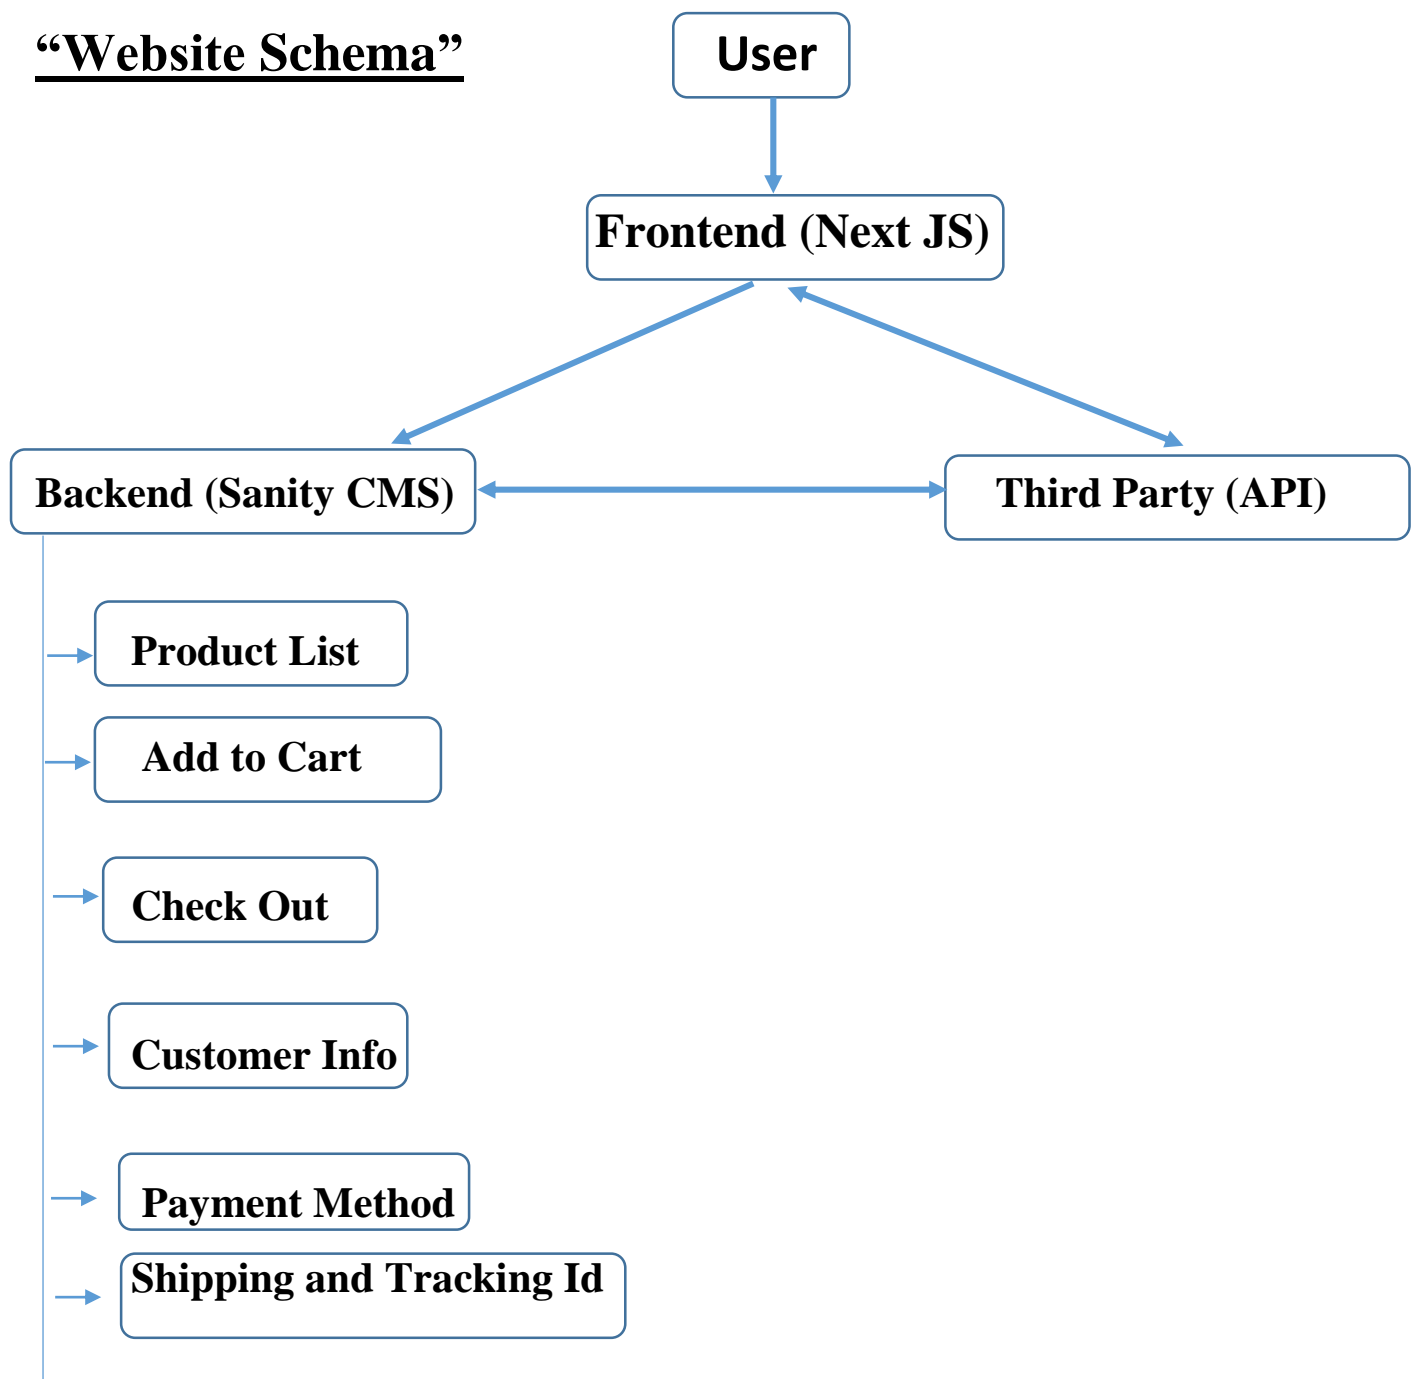 “Website Schema”
User
Frontend (Next JS)
Backend (Sanity CMS)
Third Party (API)
Product List
Add to Cart
Check Out
Customer Info
Payment Method
Shipping and Tracking Id